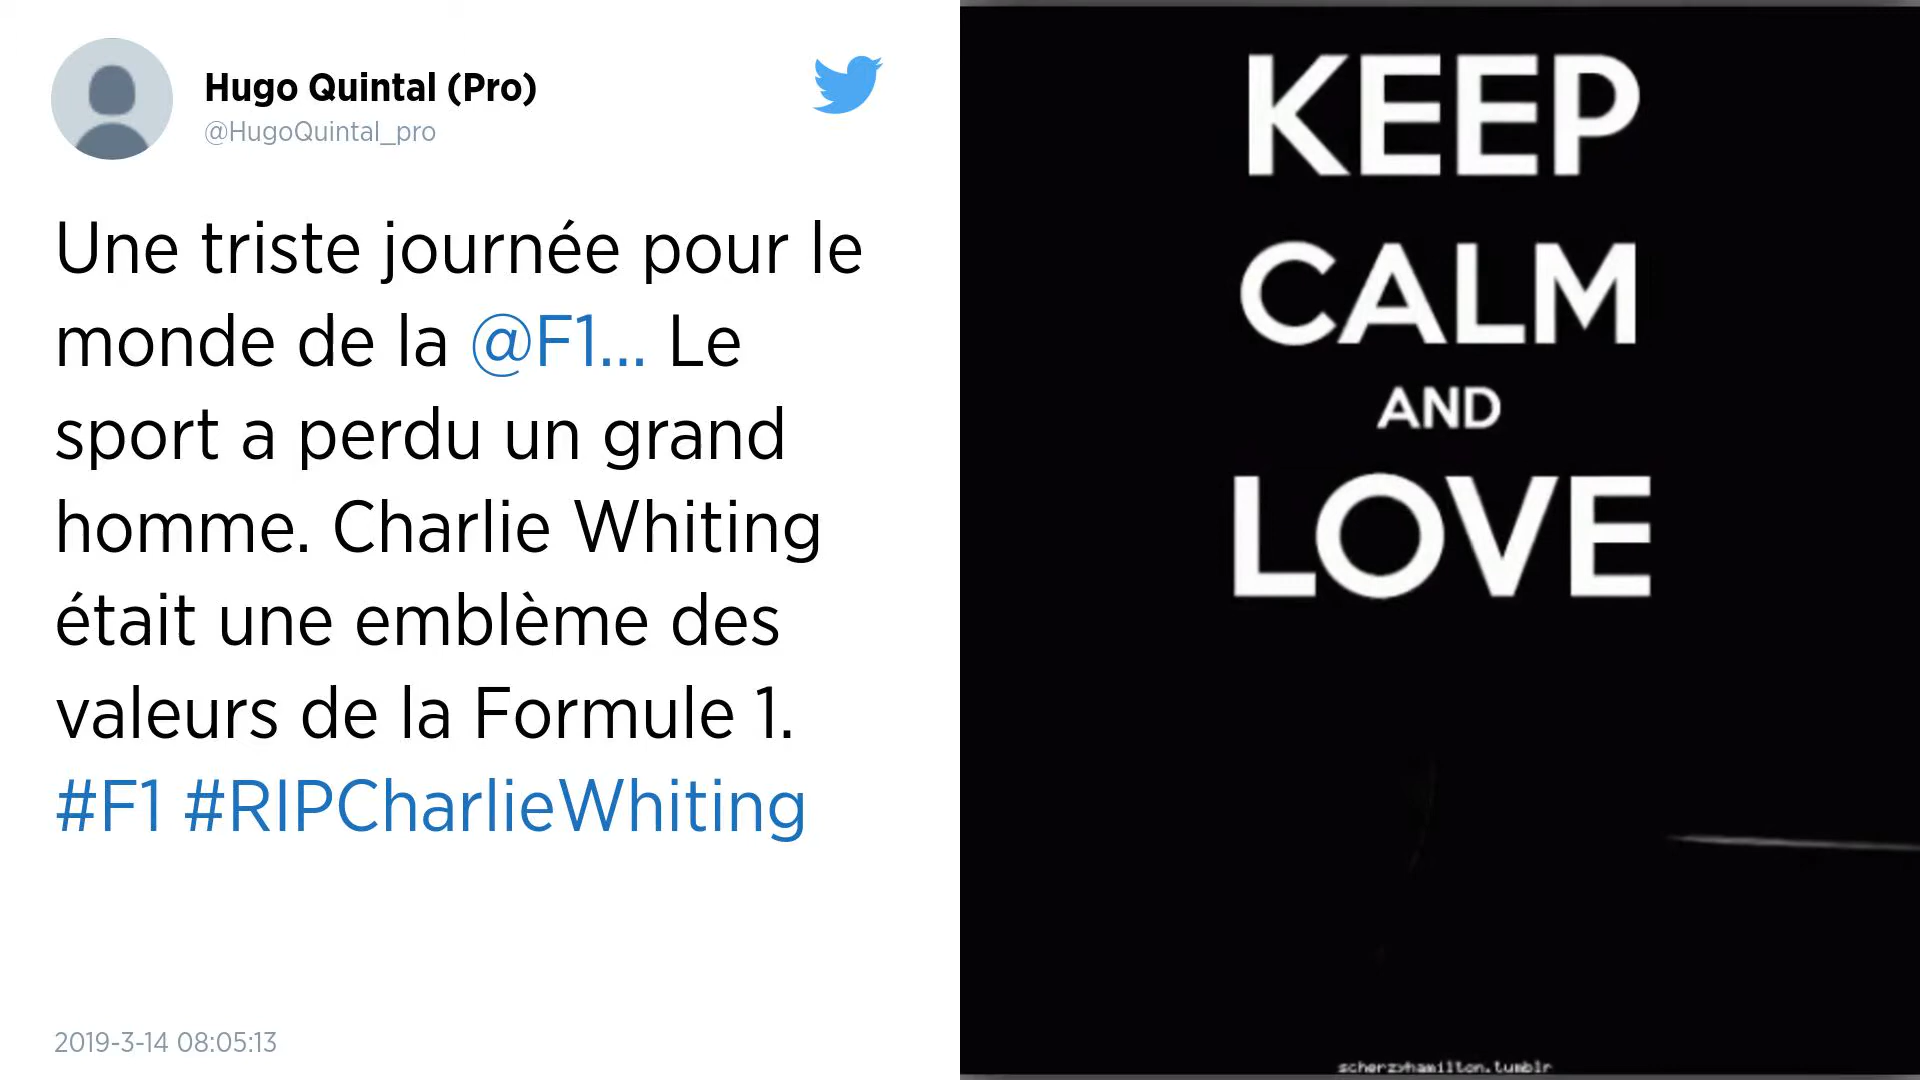 Hugo Quintal (Pro)
@HugoQuintal_pro
Une triste journée pour le
monde de la @F1... Le
sport a perdu un grand
homme. Charlie Whiting
était une emblème des
valeurs de la Formule 1.
#F1 #RIPCharlieWhiting
2019-3-14 08:05:13
KEEP
CALM
AND
LOVE
scherzyhamilton.tumblr